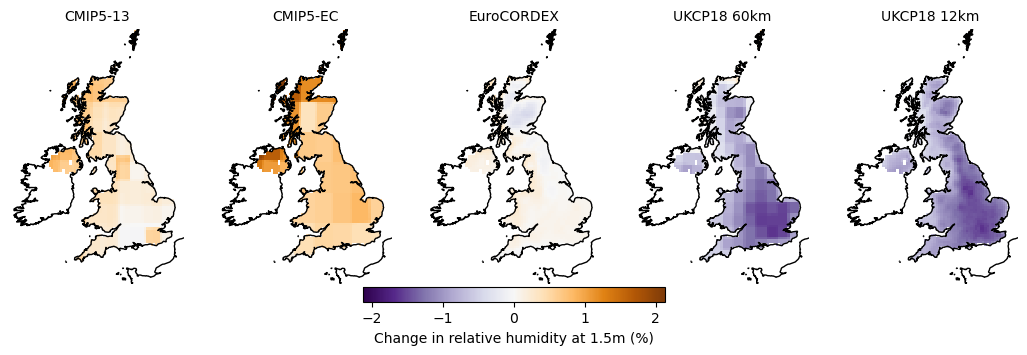 CMIP5-13 CMIP5-EC EuroCORDEX UKCP18 60km UKCP18 12km
−2 −1 0 1 2
Change in relative humidity at 1.5m (%)